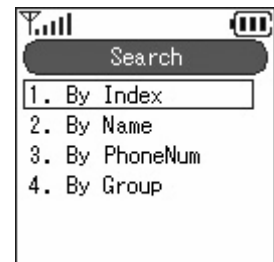 Search
1. By Index
2. By Name
3. By PhoneNum
4. By Group